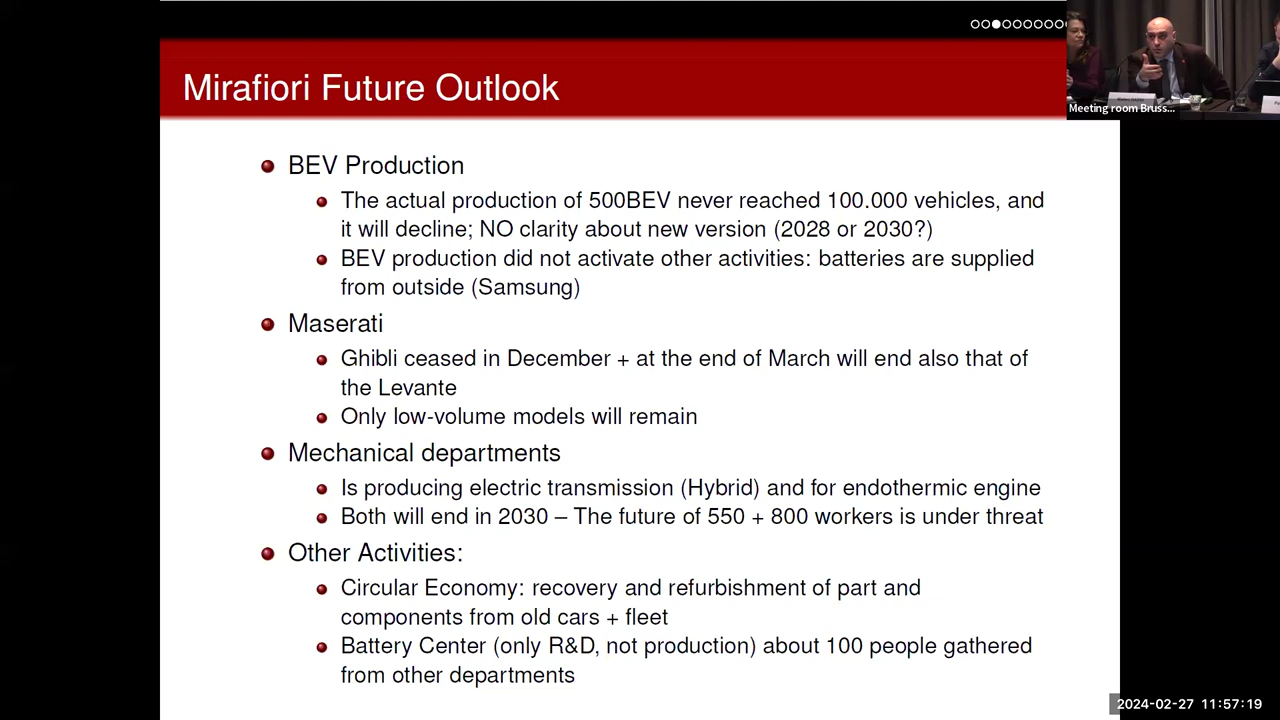 Mirafiori Future Outlook
Meeting room Bruss...
BEV Production
The actual production of 500BEV never reached 100.000 vehicles, and
it will decline; NO clarity about new version (2028 or 2030?)
BEV production did not activate other activities: batteries are supplied
from outside (Samsung)
Maserati
Ghibli ceased in December + at the end of March will end also that of
the Levante
Only low-volume models will remain
Mechanical departments
Is producing electric transmission (Hybrid) and for endothermic engine
Both will end in 2030 – The future of 550 + 800 workers is under threat
Other Activities:
Circular Economy: recovery and refurbishment of part and
components from old cars + fleet
Battery Center (only R&D, not production) about 100 people gathered
from other departments
2024-02-27 11:57:19